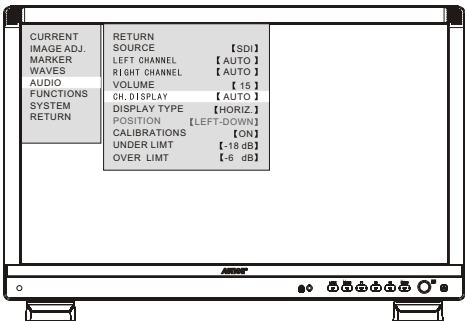 CURRENT
IMAGE ADJ.
MARKER
WAVES
AUDIO
FUNCTIONS
SYSTEM
RETURN
RETURN
SOURCE 【SDI】
LEFT CHANNEL 【 AUTO 】
RIGHT CHANNEL 【 AUTO 】
VOLUME 【 15 】
CH. DISPLAY 【 AUTO 】
DISPLAY TYPE 【HORIZ.】
POSITION 【LEFT-DOWN】
CALIBRATIONS 【ON】
UNDER LIMT 【-18 dB】
OVER LIMT 【-6 dB】